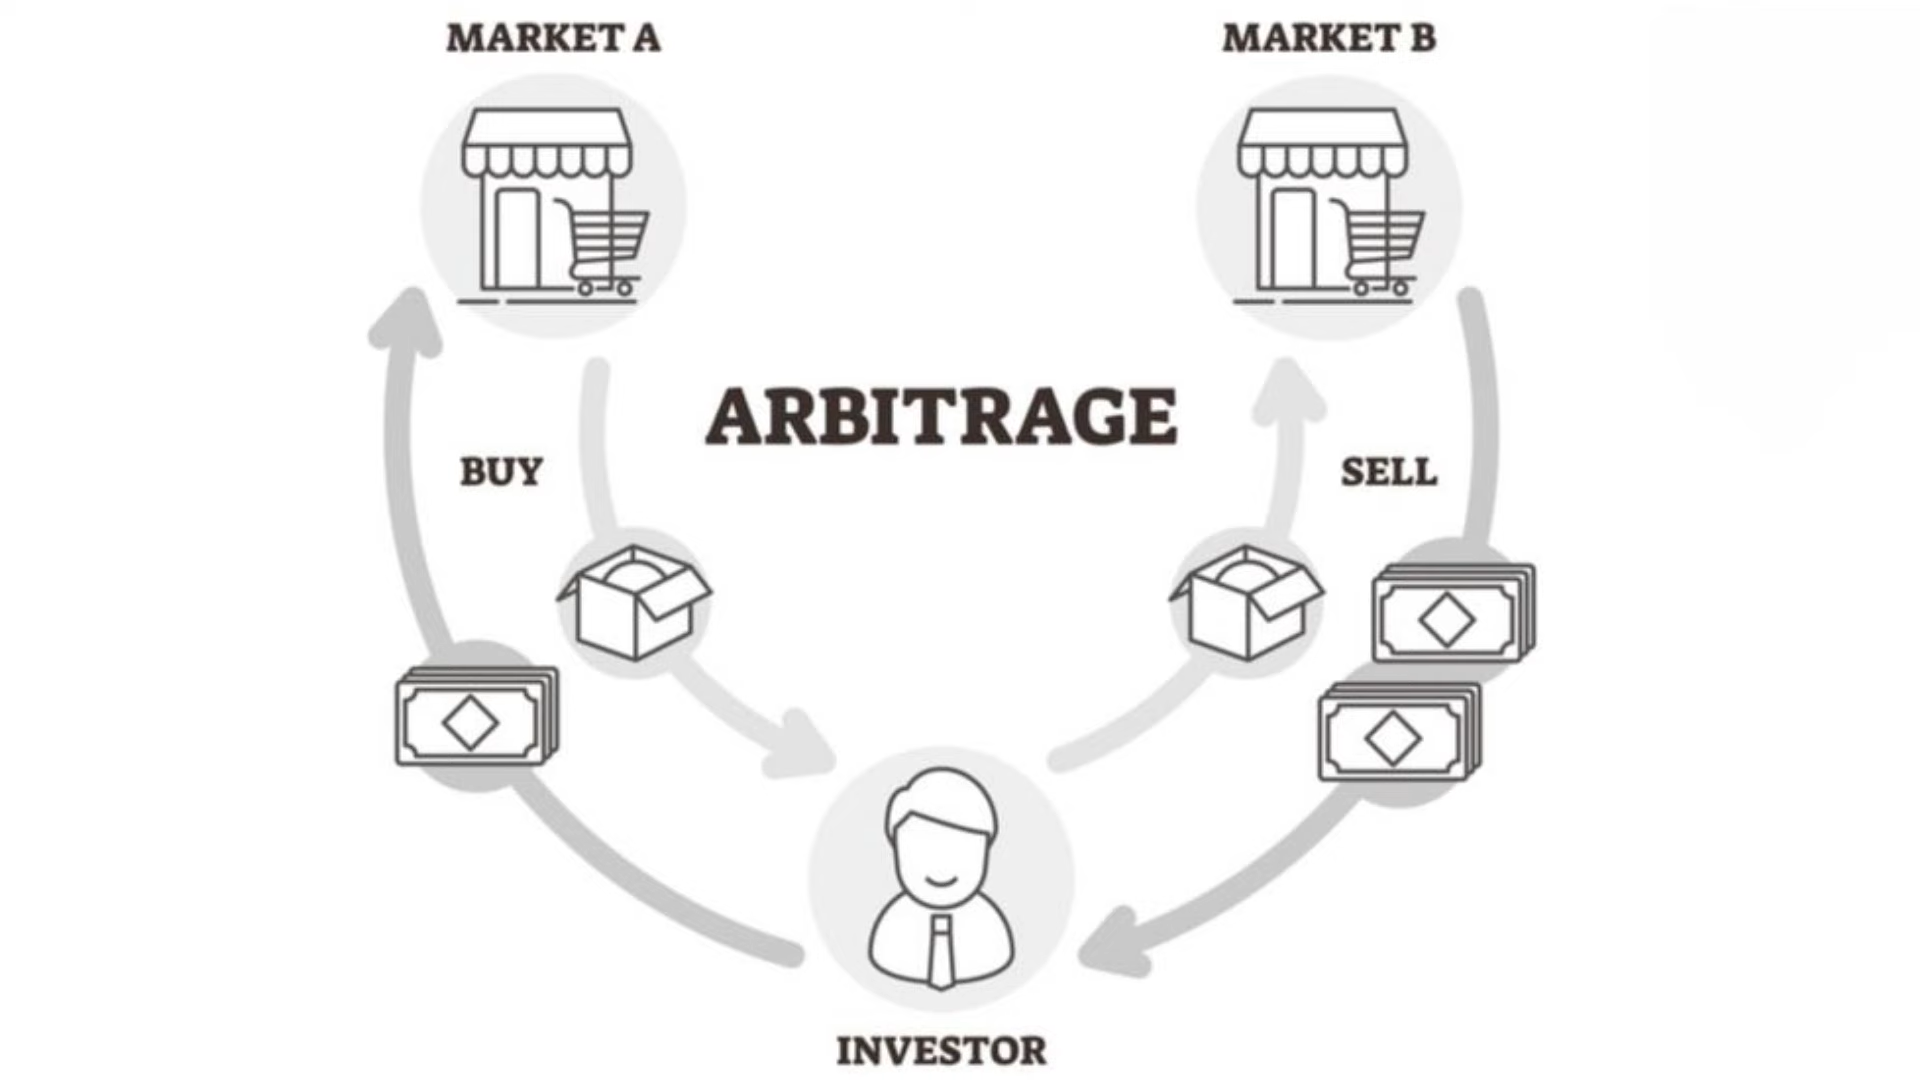 MARKET A
MARKET B
ARBITRAGE
BUY
SELL
INVESTOR